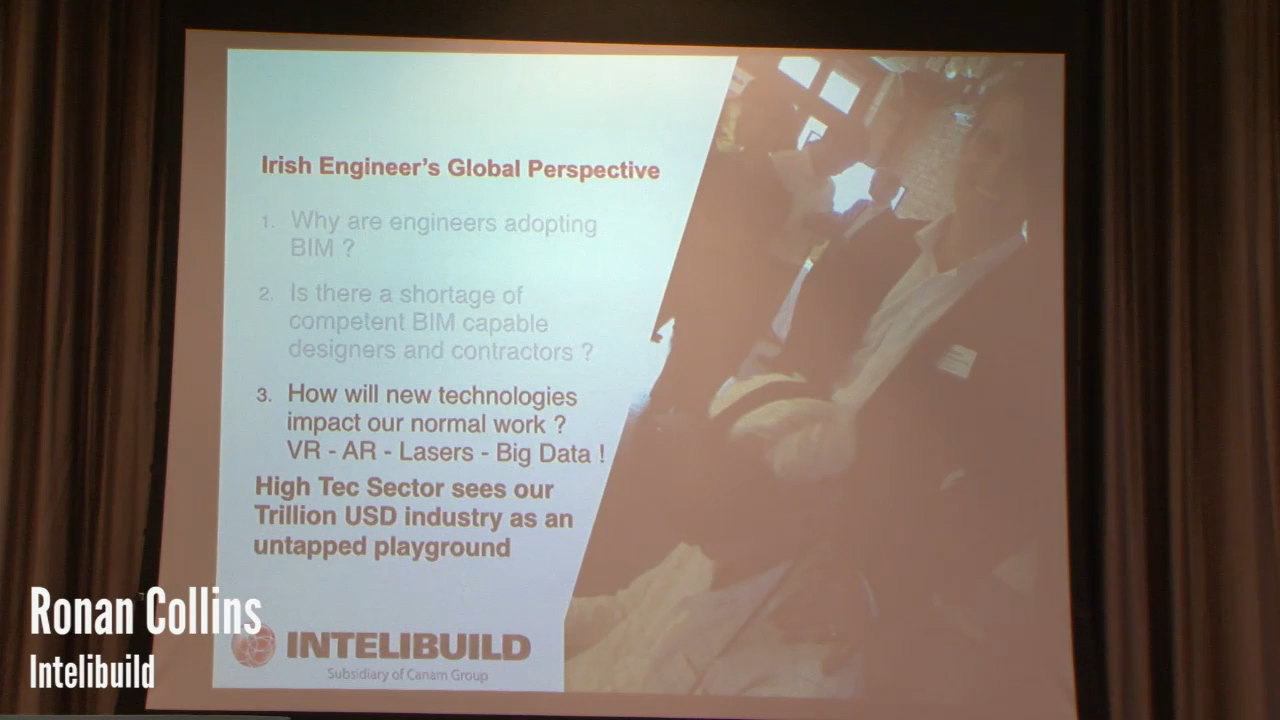 Irish Engineer's Global Perspective
1. Why are engineers adopting
BIM ?
2. Is there a shortage of
competent BIM capable
designers and contractors ?
3. How will new technologies
impact our normal work ?
VR - AR - Lasers - Big Data !
High Tec Sector sees our
Trillion USD industry as an
untapped playground
INTELIBUILD
Subsidiary of Canam Group
Ronan Collins
Intelibuild